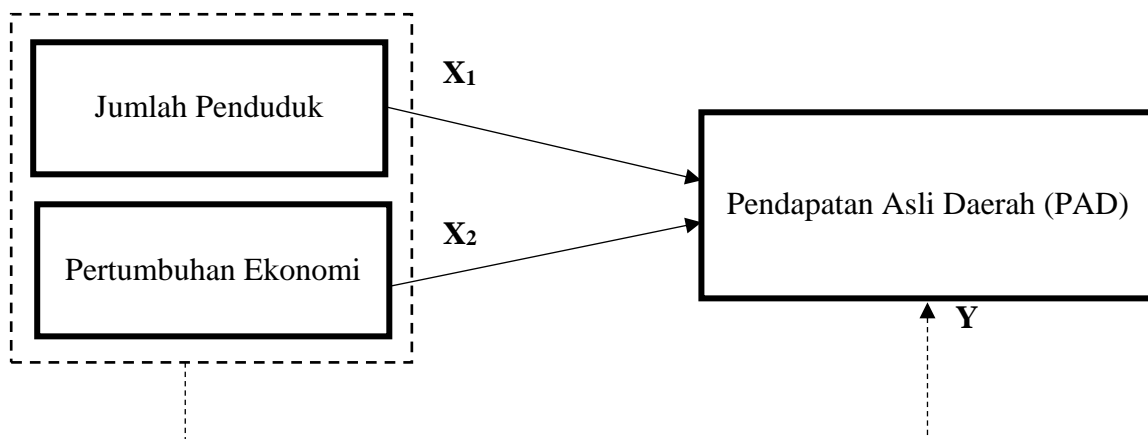 X1
Jumlah Penduduk
Pendapatan Asli Daerah (PAD)
X2
Pertumbuhan Ekonomi
Y